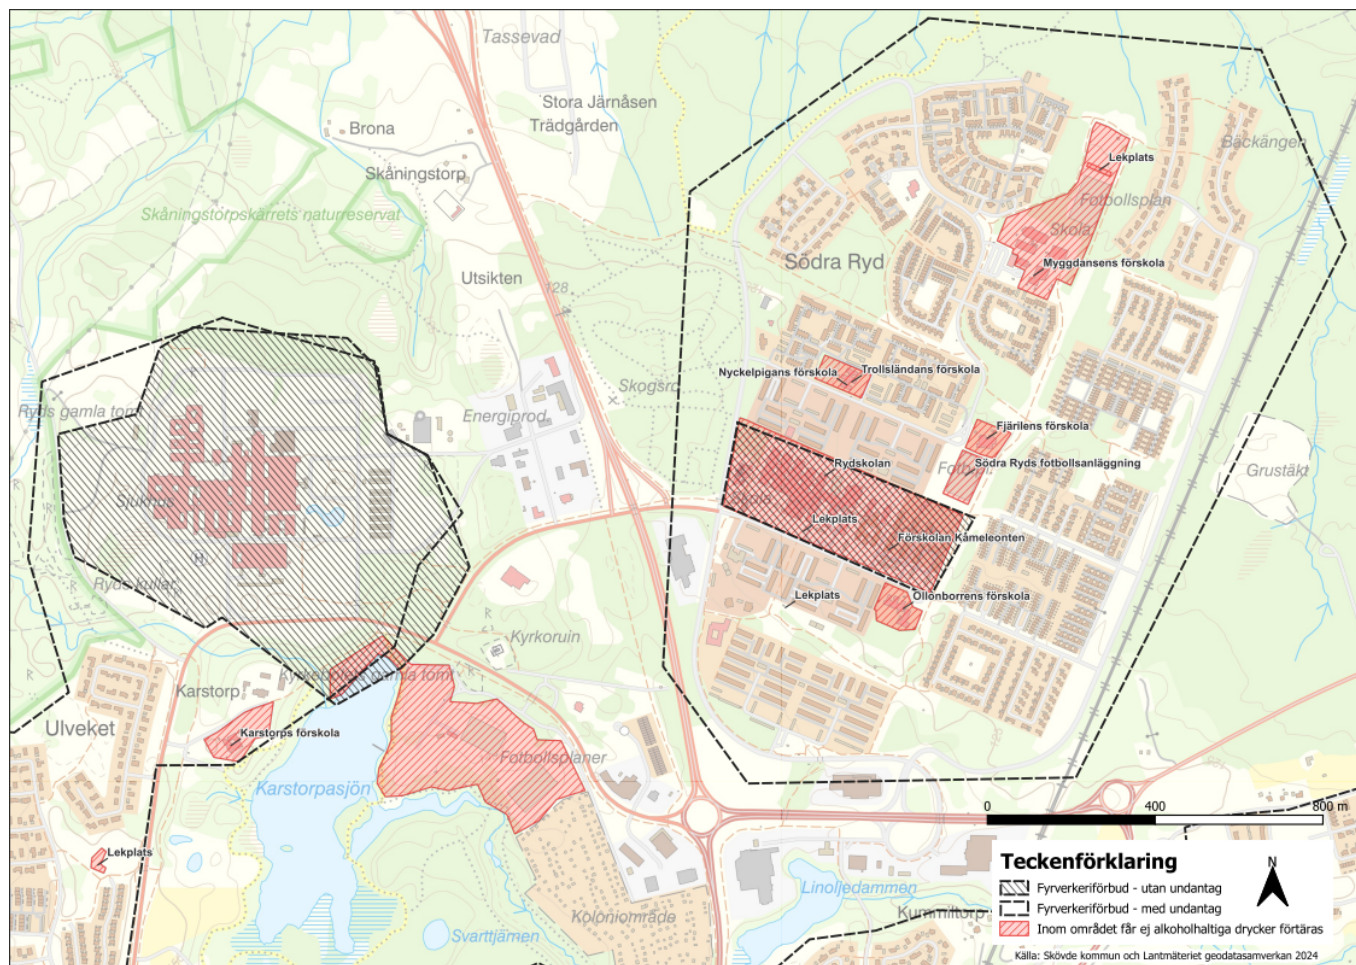 Tassevad
Stora Järnåsen
Trädgården
Brona
Bäckängen
Lekplats
Skåningstorp
Fotbollsplan
Skåningstorpskärrets naturreservat
Skola
Södra Ryd
Myggdansens förskola
Utsikten
128
Nyckelpigans förskola
Trollsländans förskola
Skogsrå
Ryds gamla tomt
Energiprod.
Fjärilens förskola
Rydskolan
Södra Ryds fotbollsanläggning
Grustäkt
Sjukhus
Skola
Lekplats
H
Förskolan Kameleonten
Ryds kullar
Lekplats
Ollonborrens förskola
Kyrkoruin
Karstorp
Ulveket
Karstorps förskola
Fotbollsplaner
Karstorpasjön
0
400
800 m
Lekplats
Teckenförklaring
N
Fyrverkeriförbud - utan undantag
Linoljedammen
Fyrverkeriförbud - med undantag
Koloniområde
Kummiltorp
Inom området får ej alkoholhaltiga drycker förtäras
Svarttjärnen
Källa: Skövde kommun och Lantmäteriet geodatasamverkan 2024